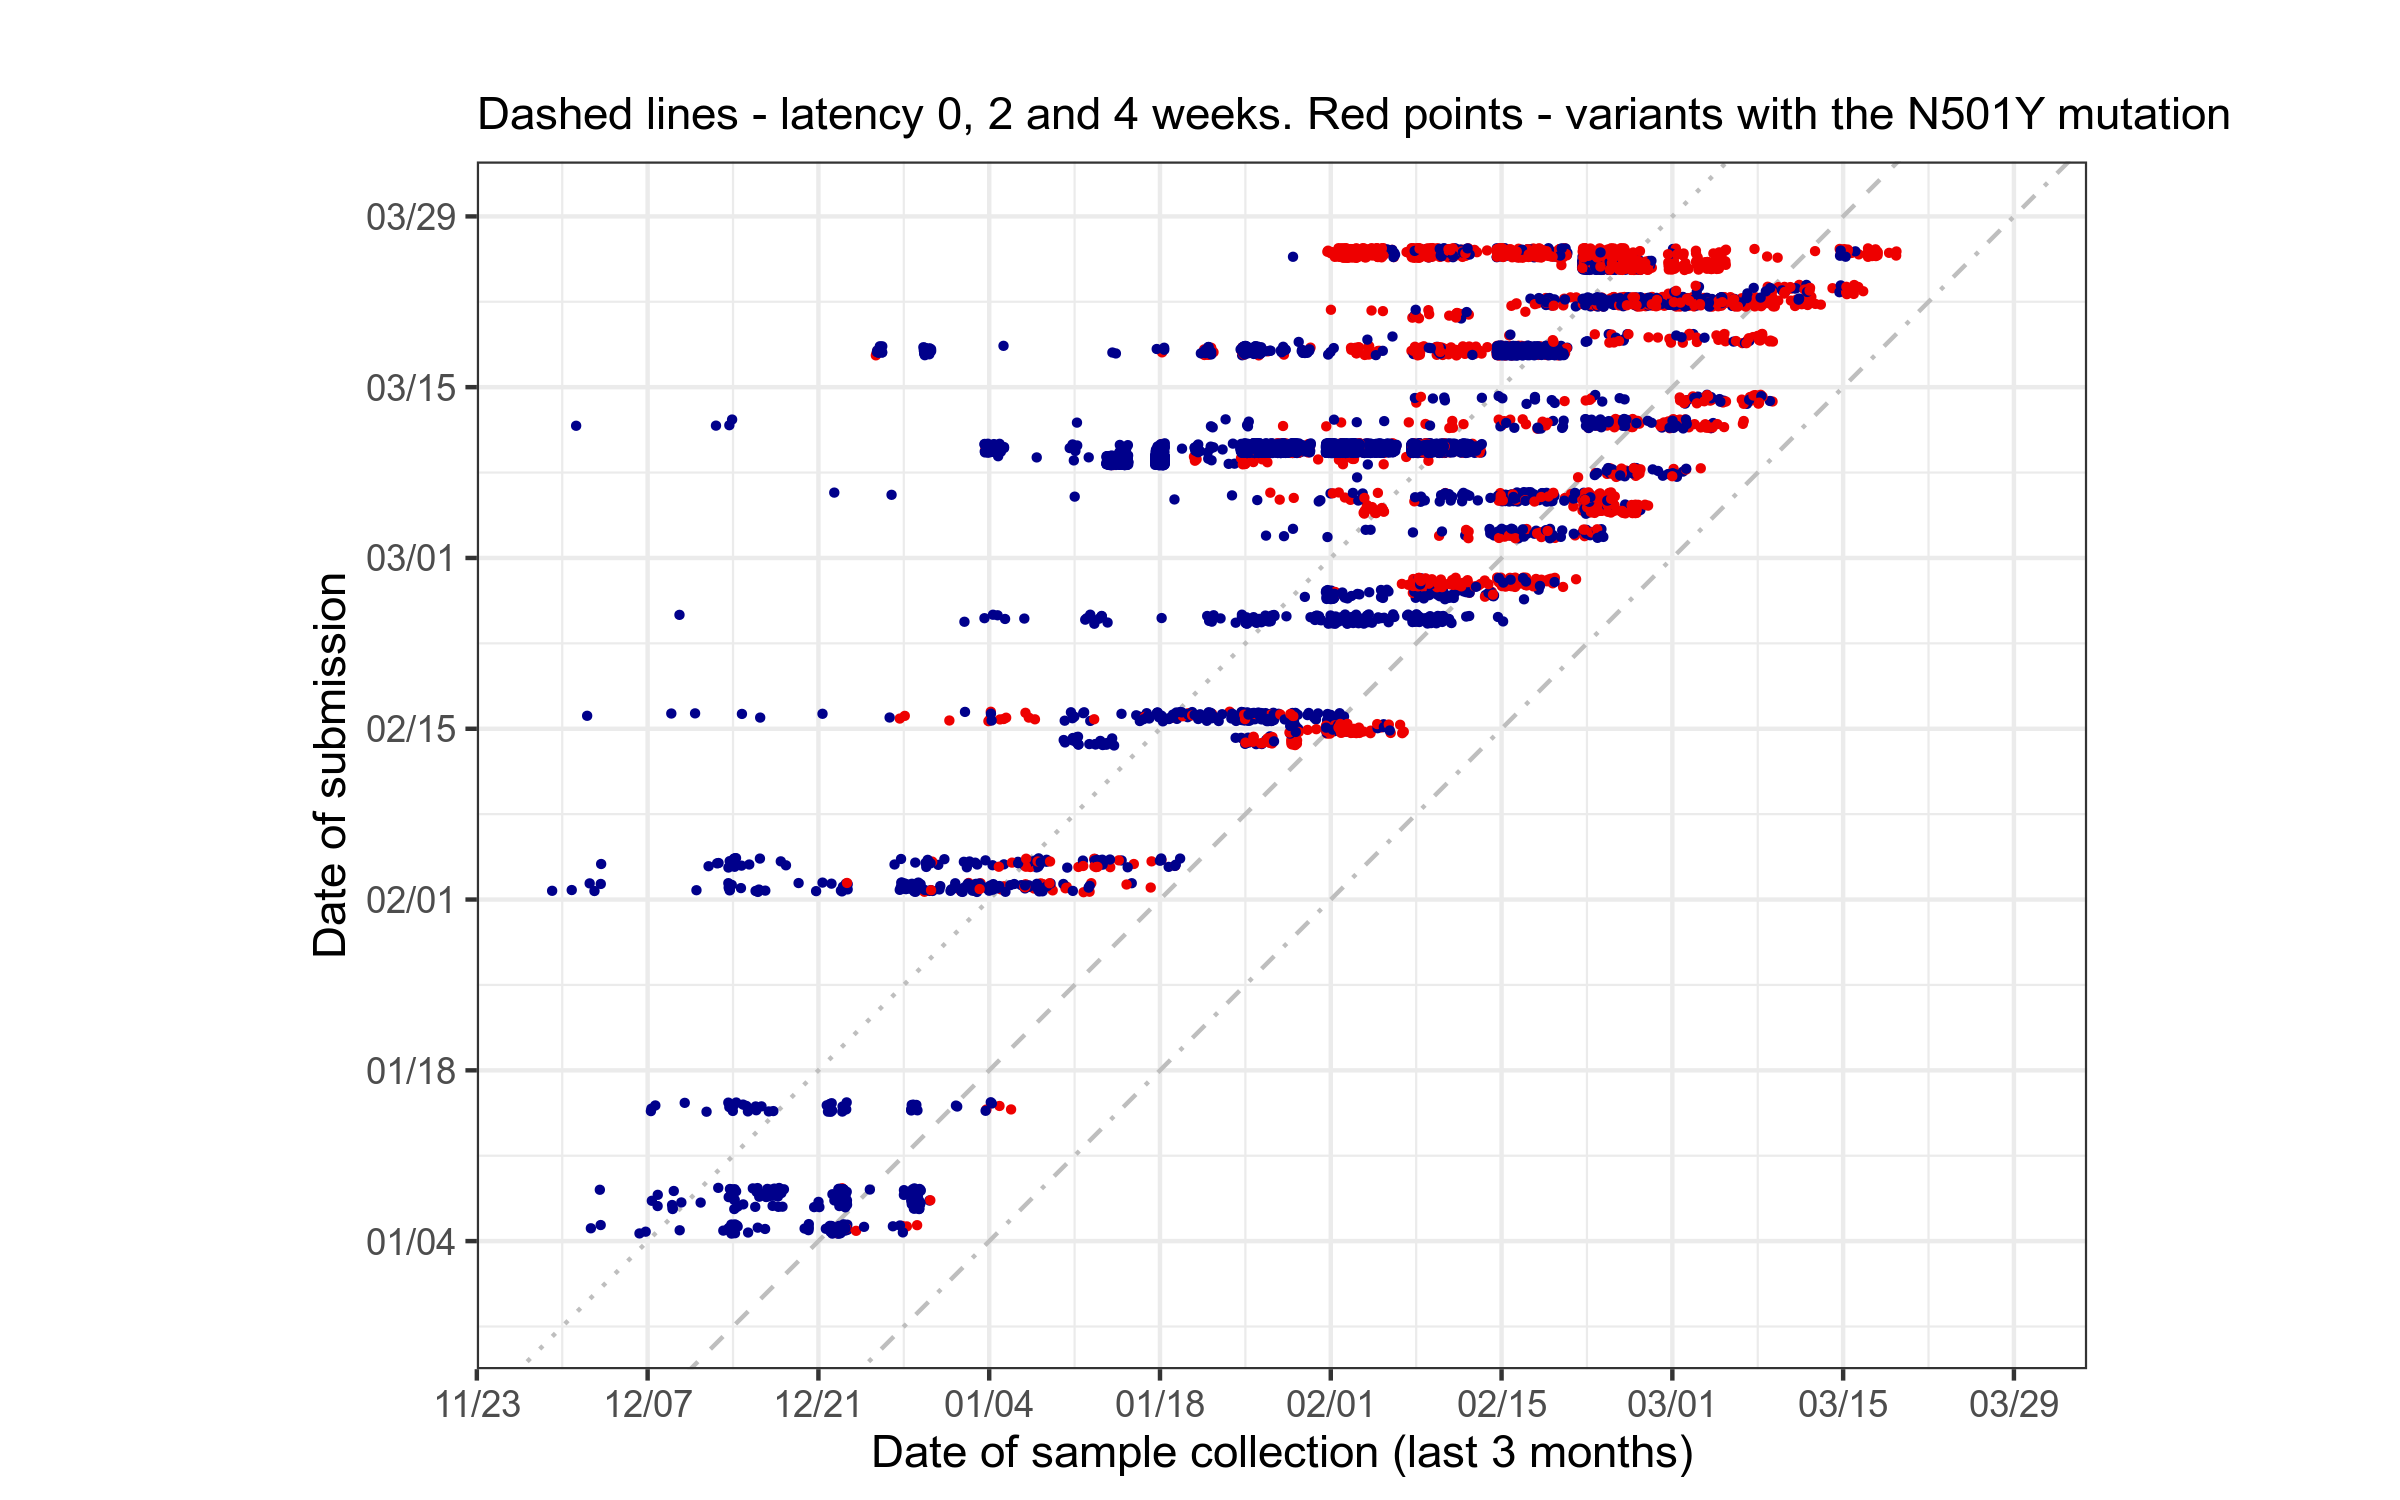 Dashed lines - latency 0, 2 and 4 weeks. Red points - variants with the N501Y mutation
03/29
03/15
03/01
02/15
02/01
01/18
01/04
Date of submission
11/23 12/07 12/21 01/04 01/18 02/01 02/15 03/01 03/15 03/29
Date of sample collection (last 3 months)